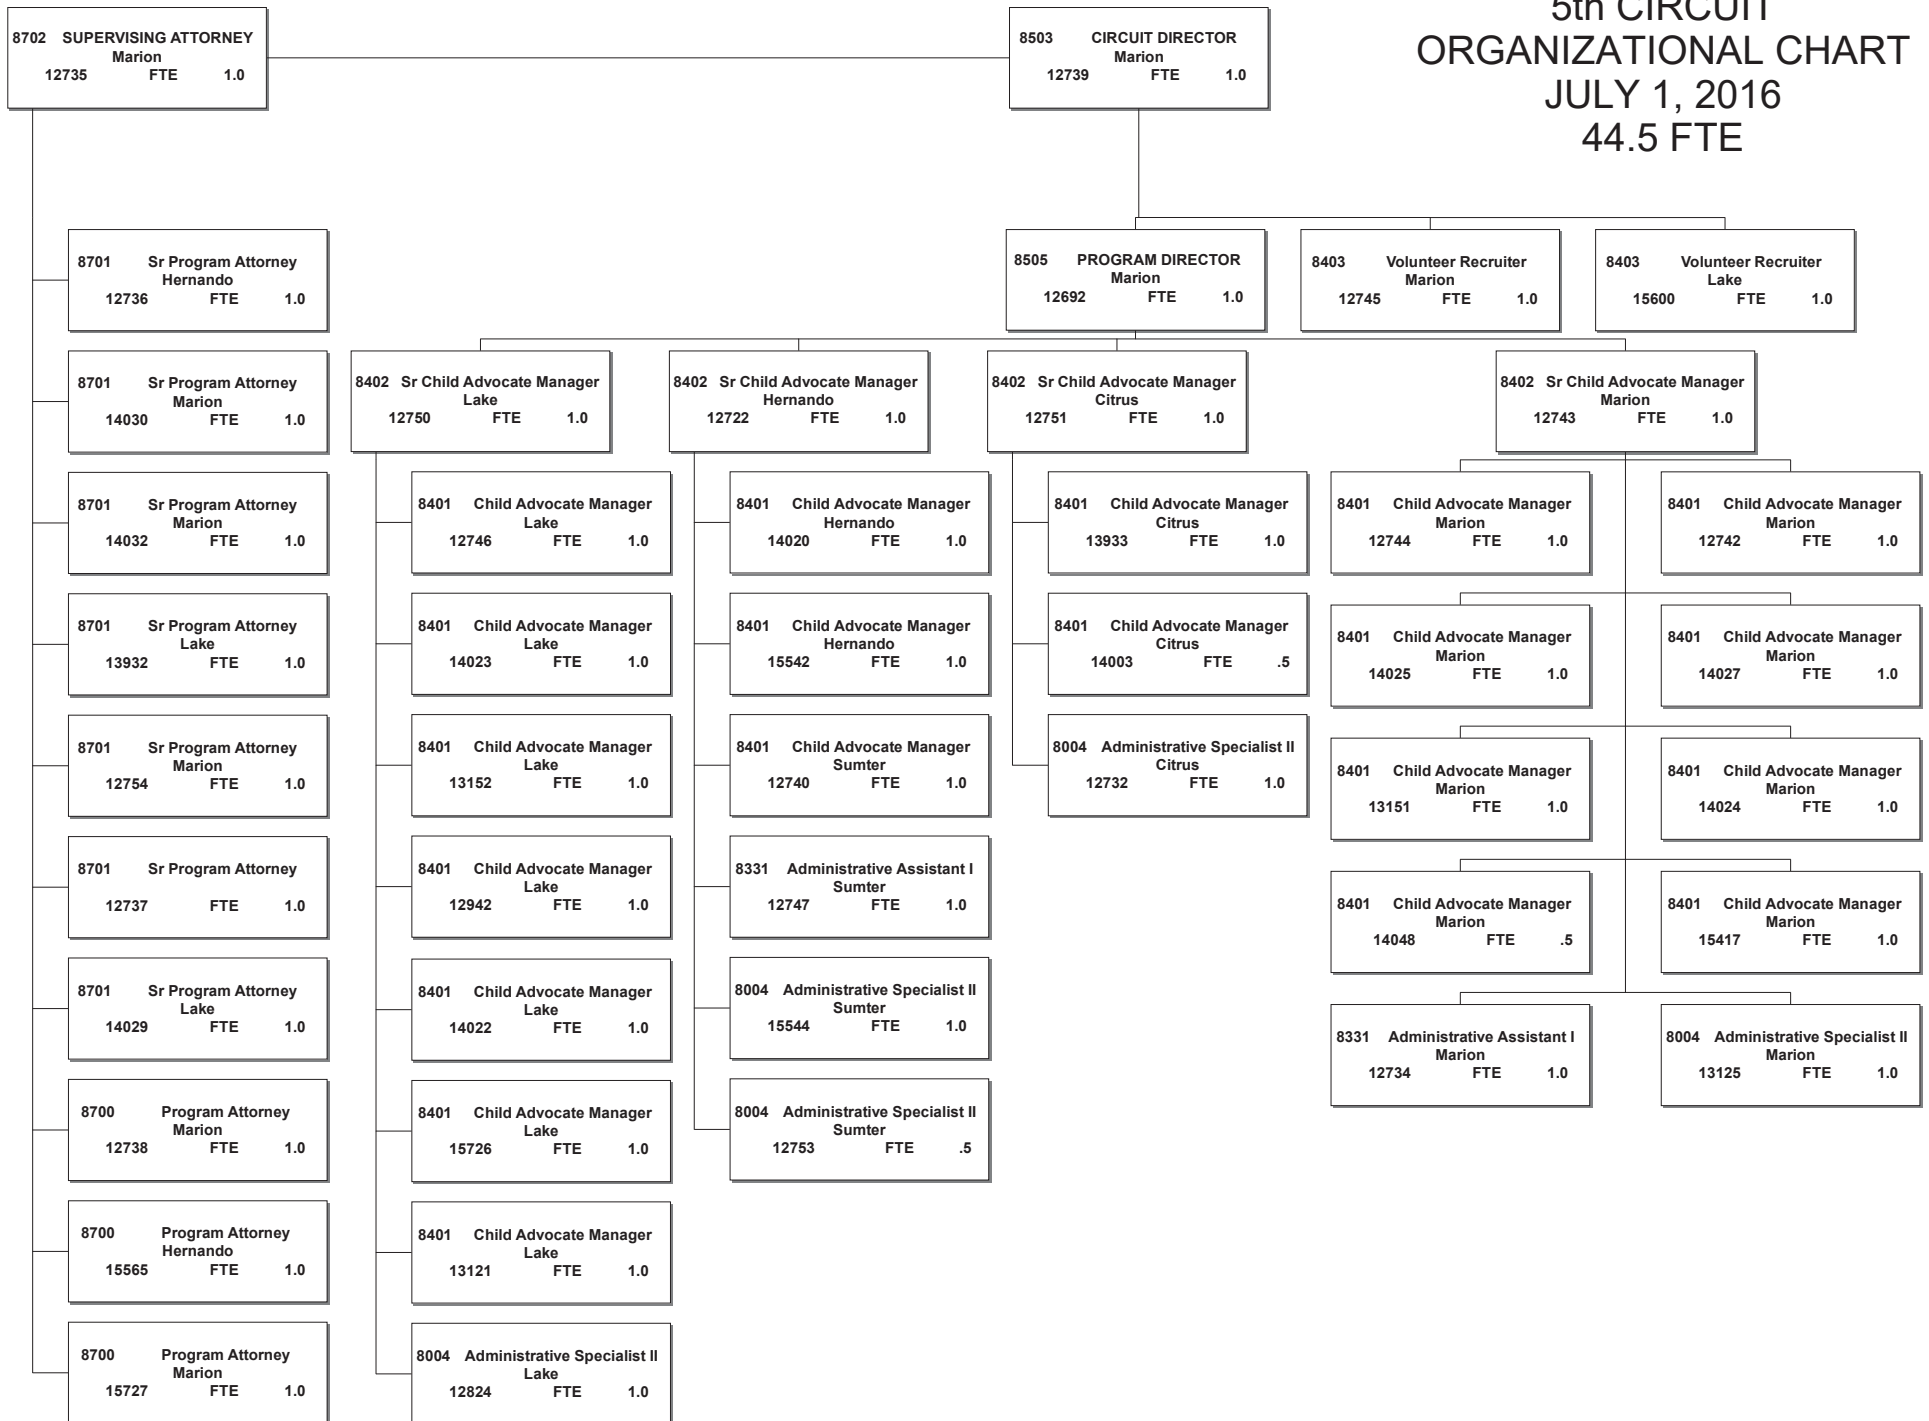 5th CIRCUIT
ORGANIZATIONAL CHART
JULY 1, 2016
44.5 FTE
8702 SUPERVISING ATTORNEY
Marion
12735 FTE 1.0
8503 CIRCUIT DIRECTOR
Marion
12739 FTE 1.0
8505 PROGRAM DIRECTOR
Marion
12692 FTE 1.0
8403 Volunteer Recruiter
Marion
12745 FTE 1.0
8403 Volunteer Recruiter
Lake
15600 FTE 1.0
8701 Sr Program Attorney
Hernando
12736 FTE 1.0
8701 Sr Program Attorney
Marion
14030 FTE 1.0
8701 Sr Program Attorney
Marion
14032 FTE 1.0
8701 Sr Program Attorney
Lake
13932 FTE 1.0
8701 Sr Program Attorney
Marion
12754 FTE 1.0
8701 Sr Program Attorney
12737 FTE 1.0
8701 Sr Program Attorney
Lake
14029 FTE 1.0
8700 Program Attorney
Marion
12738 FTE 1.0
8700 Program Attorney
Hernando
15565 FTE 1.0
8700 Program Attorney
Marion
15727 FTE 1.0
8402 Sr Child Advocate Manager
Lake
12750 FTE 1.0
8401 Child Advocate Manager
Lake
12746 FTE 1.0
8401 Child Advocate Manager
Lake
14023 FTE 1.0
8401 Child Advocate Manager
Lake
13152 FTE 1.0
8401 Child Advocate Manager
Lake
12942 FTE 1.0
8401 Child Advocate Manager
Lake
14022 FTE 1.0
8401 Child Advocate Manager
Lake
15726 FTE 1.0
8401 Child Advocate Manager
Lake
13121 FTE 1.0
8004 Administrative Specialist II
Lake
12824 FTE 1.0
8402 Sr Child Advocate Manager
Hernando
12722 FTE 1.0
8401 Child Advocate Manager
Hernando
14020 FTE 1.0
8401 Child Advocate Manager
Hernando
15542 FTE 1.0
8401 Child Advocate Manager
Sumter
12740 FTE 1.0
8331 Administrative Assistant I
Sumter
12747 FTE 1.0
8004 Administrative Specialist II
Sumter
15544 FTE 1.0
8004 Administrative Specialist II
Sumter
12753 FTE .5
8402 Sr Child Advocate Manager
Citrus
12751 FTE 1.0
8401 Child Advocate Manager
Citrus
13933 FTE 1.0
8401 Child Advocate Manager
Citrus
14003 FTE .5
8004 Administrative Specialist II
Citrus
12732 FTE 1.0
8402 Sr Child Advocate Manager
Marion
12743 FTE 1.0
8401 Child Advocate Manager
Marion
12744 FTE 1.0
8401 Child Advocate Manager
Marion
12742 FTE 1.0
8401 Child Advocate Manager
Marion
14025 FTE 1.0
8401 Child Advocate Manager
Marion
14027 FTE 1.0
8401 Child Advocate Manager
Marion
13151 FTE 1.0
8401 Child Advocate Manager
Marion
14024 FTE 1.0
8401 Child Advocate Manager
Marion
14048 FTE .5
8401 Child Advocate Manager
Marion
15417 FTE 1.0
8331 Administrative Assistant I
Marion
12734 FTE 1.0
8004 Administrative Specialist II
Marion
13125 FTE 1.0